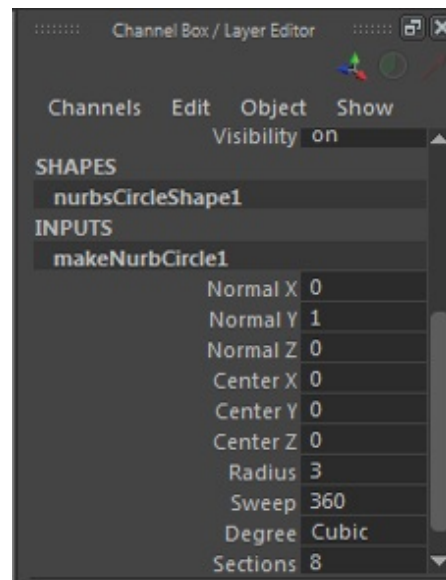 Channel Box / Layer Editor
Channels Edit Object Show
Visibility on
SHAPES
nurbsCircleShape1
INPUTS
makeNurbCircle1
Normal X 0
Normal Y 1
Normal Z 0
Center X 0
Center Y 0
Center Z 0
Radius 3
Sweep 360
Degree Cubic
Sections 8